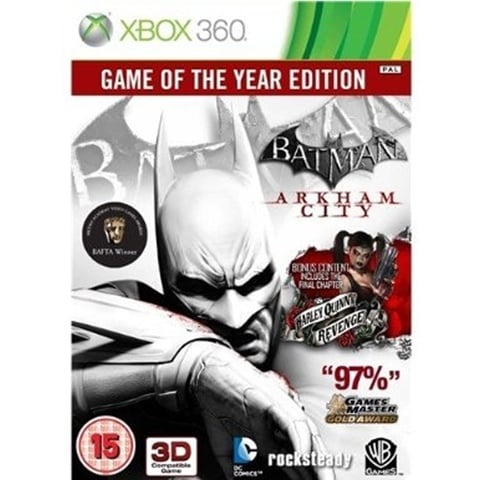 XBOX 360.
GAME OF THE YEAR EDITION
PAL
BATMAN
ARKHAM
CITY
BAFTA Winner
BONUS CONTENT
INCLUDES THE
FINAL CHAPTER
HARLEY QUINN'S
REVENGE
"97%"
GAMES
MASTER
GOLD AWARD
15
3D
Compatible
Game
DC
COMICS™
rocksteady
WB
GAMES